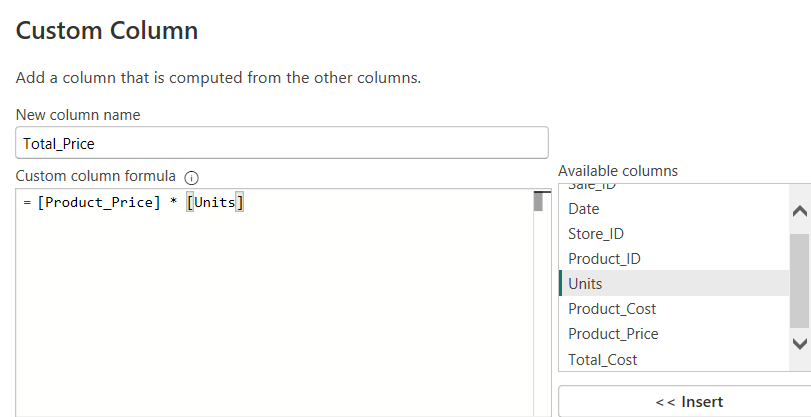 Custom Column
Add a column that is computed from the other columns.
New column name
Total_Price
Custom column formula
= [Product_Price] * [Units]
Available columns
Sale_ID
Date
Store_ID
Product_ID
Units
Product_Cost
Product_Price
Total_Cost
<< Insert